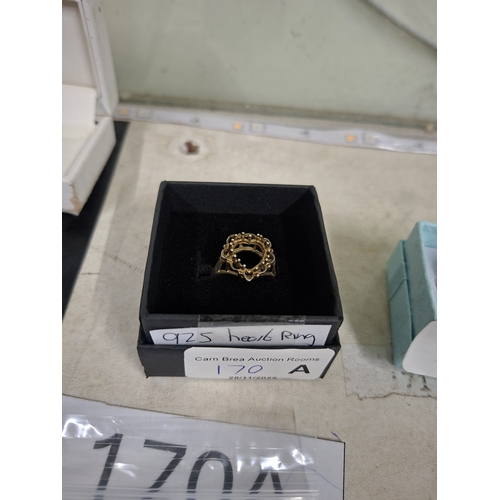 925 heart Ring
Carn Brea Auction Rooms
170 A
170A